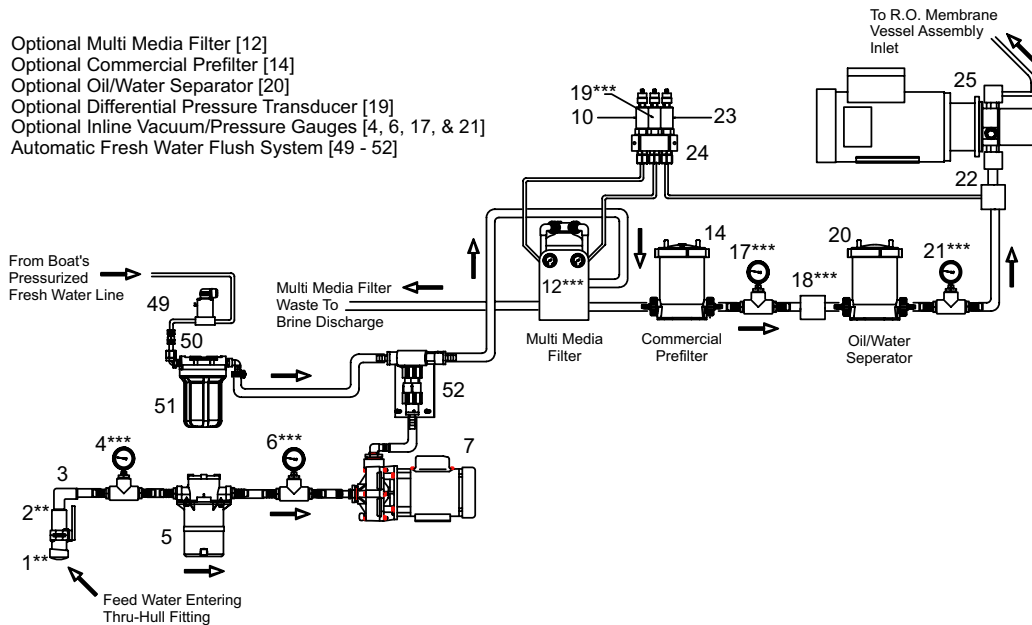 Optional Multi Media Filter [12]
Optional Commercial Prefilter [14]
Optional Oil/Water Separator [20]
Optional Differential Pressure Transducer [19]
Optional Inline Vacuum/Pressure Gauges [4, 6, 17, & 21]
Automatic Fresh Water Flush System [49 - 52]
To R.O. Membrane
Vessel Assembly
Inlet
25
19***
10
23
24
22
From Boat's
Pressurized
Fresh Water Line
49
50
51
Multi Media Filter
Waste To
Brine Discharge
12***
Multi Media
Filter
14
Commercial
Prefilter
17***
18***
20
Oil/Water
Seperator
21***
52
4***
6***
7
3
2**
1**
5
Feed Water Entering
Thru-Hull Fitting